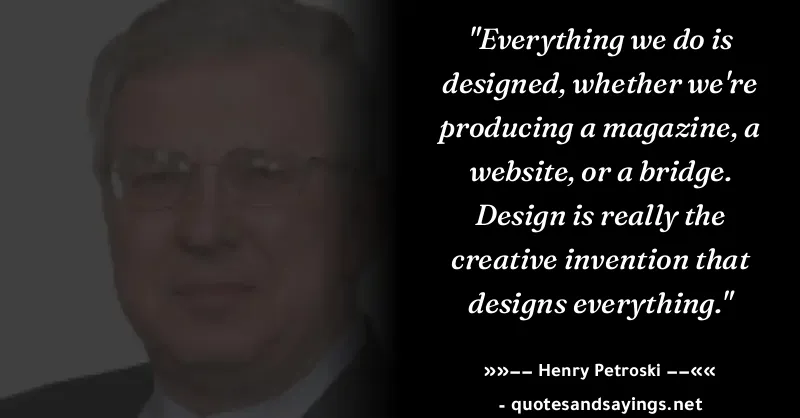 "Everything we do is
designed, whether we're
producing a magazine, a
website, or a bridge.
Design is really the
creative invention that
designs everything."
»»–– Henry Petroski ––««
- quotesandsayings.net